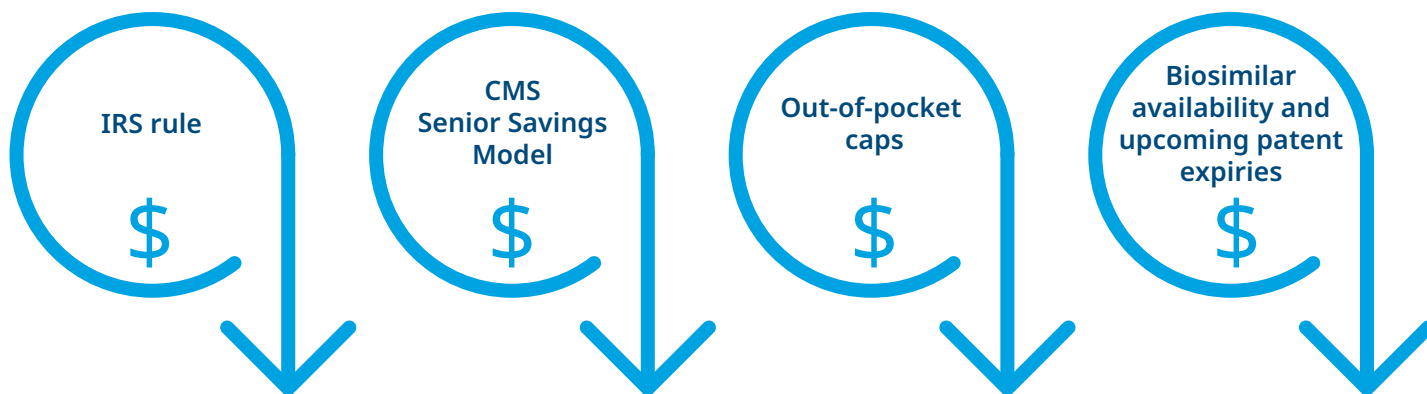 IRS rule
$
CMS
Senior Savings
Model
$
Out-of-pocket
caps
$
Biosimilar
availability and
upcoming patent
expiries
$